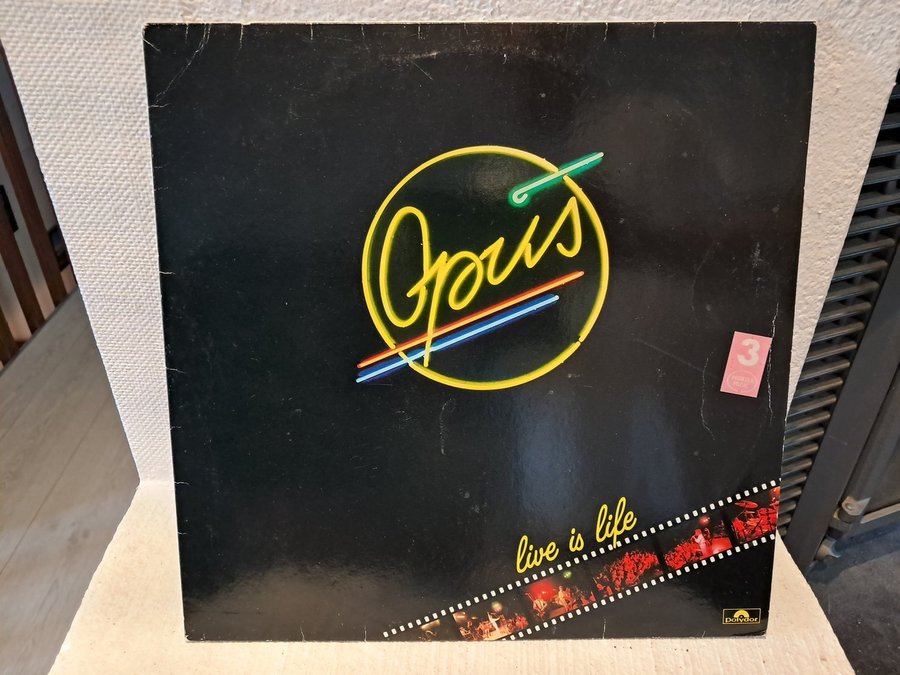 Opus
3
live is life
Polydor